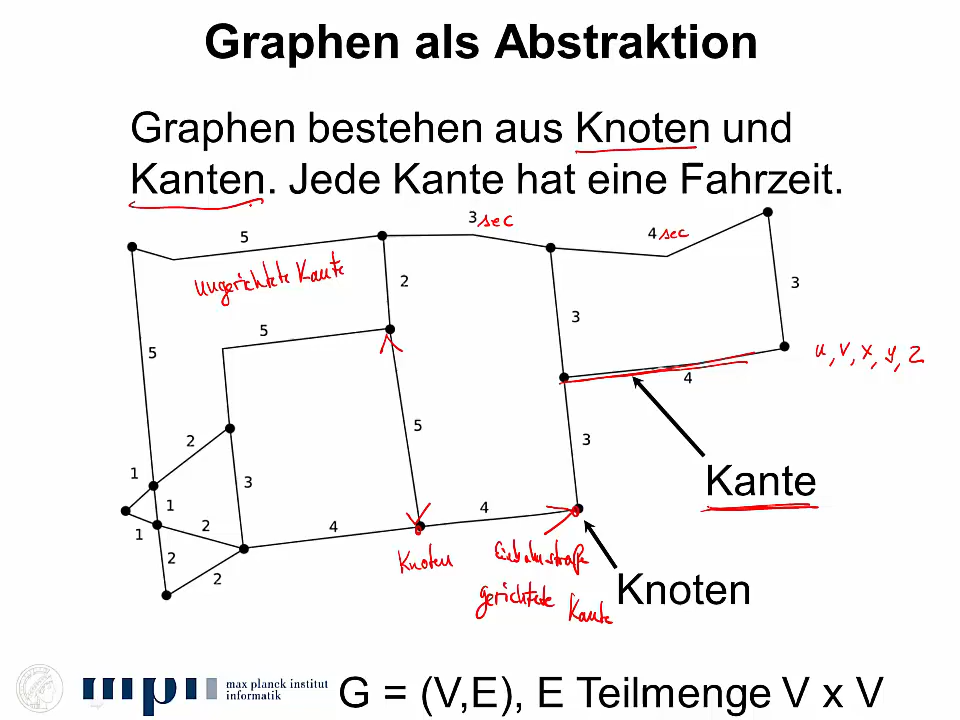 Graphen als Abstraktion
Graphen bestehen aus Knoten und
Kanten. Jede Kante hat eine Fahrzeit.
3 sec
5
4 sec
ungerichtete Kante
2
3
5
3
5
u, v, x, y, z
4
5
2
3
1
3
Kante
1
4
2
4
1
2
Knoten
Einbahnstraße
2
gerichtete Kante
Knoten
max planck institut
informatik
G = (V,E), E Teilmenge V x V